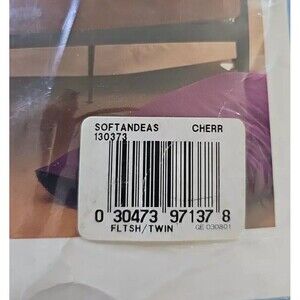 SOFTANDEAS CHERR
130373
0 30473 97137 8
FLTSH/TWIN GE 030801